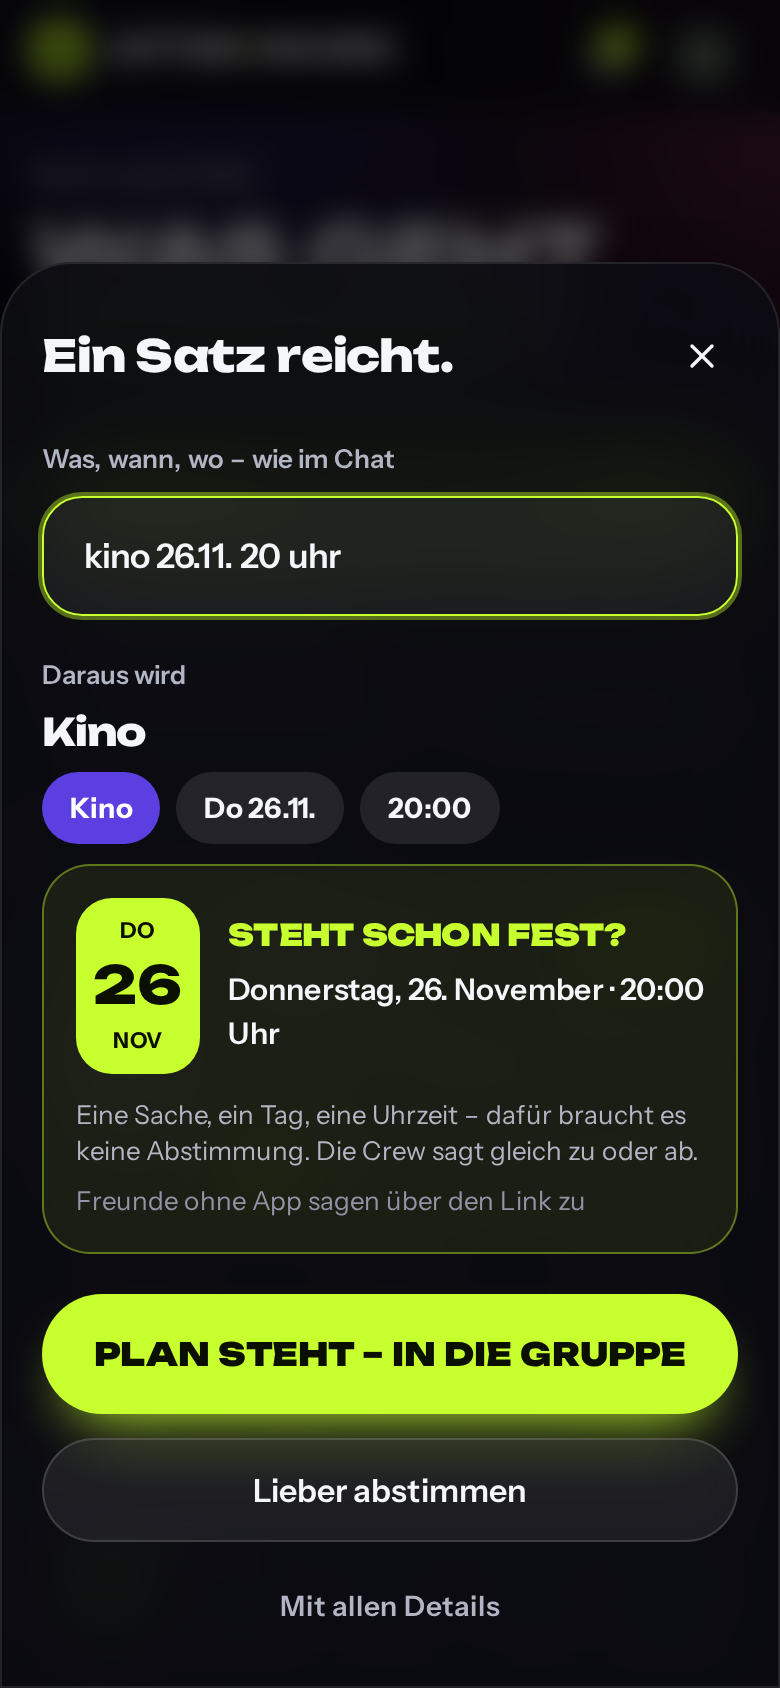 Ein Satz reicht.
Was, wann, wo – wie im Chat
kino 26.11. 20 uhr
Daraus wird
Kino
Kino
Do 26.11.
20:00
DO
26
NOV
STEHT SCHON FEST?
Donnerstag, 26. November · 20:00
Uhr
Eine Sache, ein Tag, eine Uhrzeit – dafür braucht es
keine Abstimmung. Die Crew sagt gleich zu oder ab.
Freunde ohne App sagen über den Link zu
PLAN STEHT – IN DIE GRUPPE
Lieber abstimmen
Mit allen Details